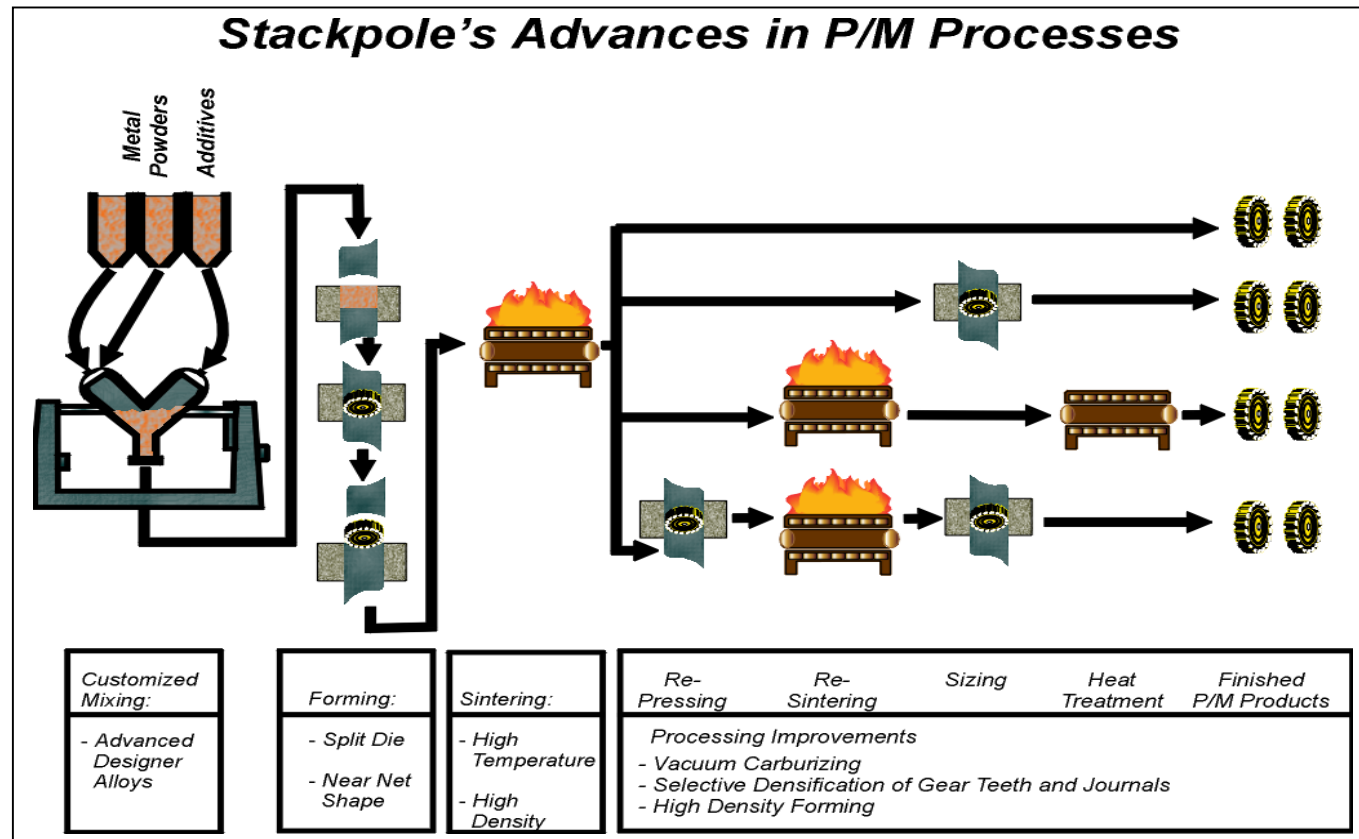 Stackpole's Advances in P/M Processes
Metal
Powders
Additives
Customized
Mixing:
- Advanced
Designer
Alloys
Forming:
- Split Die
- Near Net
Shape
Sintering:
- High
Temperature
- High
Density
Re-
Pressing
Re-
Sintering
Sizing
Heat
Treatment
Finished
P/M Products
Processing Improvements
- Vacuum Carburizing
- Selective Densification of Gear Teeth and Journals
- High Density Forming